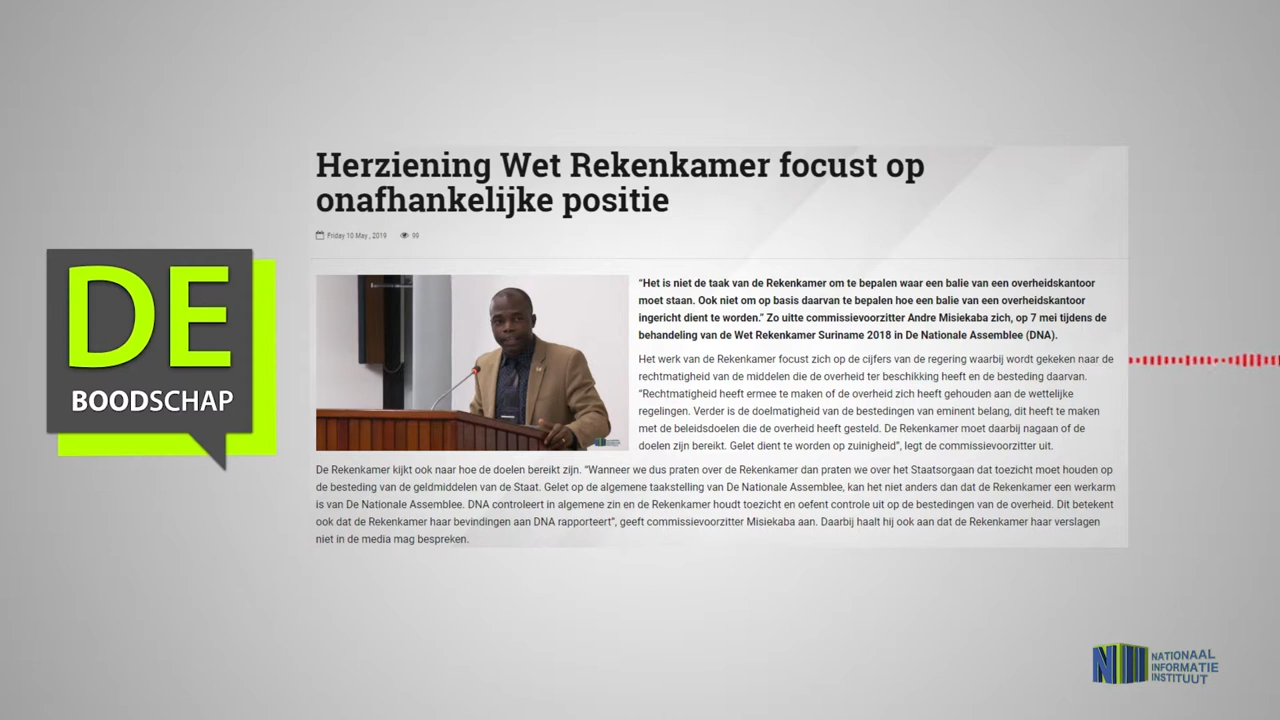 Herziening Wet Rekenkamer focust op
onafhankelijke positie
Friday 10 May , 2019 99
DE
BOODSCHAP
"Het is niet de taak van de Rekenkamer om te bepalen waar een balie van een overheidskantoor
moet staan. Ook niet om op basis daarvan te bepalen hoe een balie van een overheidskantoor
ingericht dient te worden." Zo uitte commissievoorzitter Andre Misiekaba zich, op 7 mei tijdens de
behandeling van de Wet Rekenkamer Suriname 2018 in De Nationale Assemblee (DNA).
Het werk van de Rekenkamer focust zich op de cijfers van de regering waarbij wordt gekeken naar de
rechtmatigheid van de middelen die de overheid ter beschikking heeft en de besteding daarvan.
"Rechtmatigheid heeft ermee te maken of de overheid zich heeft gehouden aan de wettelijke
regelingen. Verder is de doelmatigheid van de bestedingen van eminent belang, dit heeft te maken
met de beleidsdoelen die de overheid heeft gesteld. De Rekenkamer moet daarbij nagaan of de
doelen zijn bereikt. Gelet dient te worden op zuinigheid", legt de commissievoorzitter uit.
De Rekenkamer kijkt ook naar hoe de doelen bereikt zijn. "Wanneer we dus praten over de Rekenkamer dan praten we over het Staatsorgaan dat toezicht moet houden op
de besteding van de geldmiddelen van de Staat. Gelet op de algemene taakstelling van De Nationale Assemblee, kan het niet anders dan dat de Rekenkamer een werkarm
is van De Nationale Assemblee. DNA controleert in algemene zin en de Rekenkamer houdt toezicht en oefent controle uit op de bestedingen van de overheid. Dit betekent
ook dat de Rekenkamer haar bevindingen aan DNA rapporteert", geeft commissievoorzitter Misiekaba aan. Daarbij haalt hij ook aan dat de Rekenkamer haar verslagen
niet in de media mag bespreken.
NII NATIONAAL
INFORMATIE
INSTITUUT